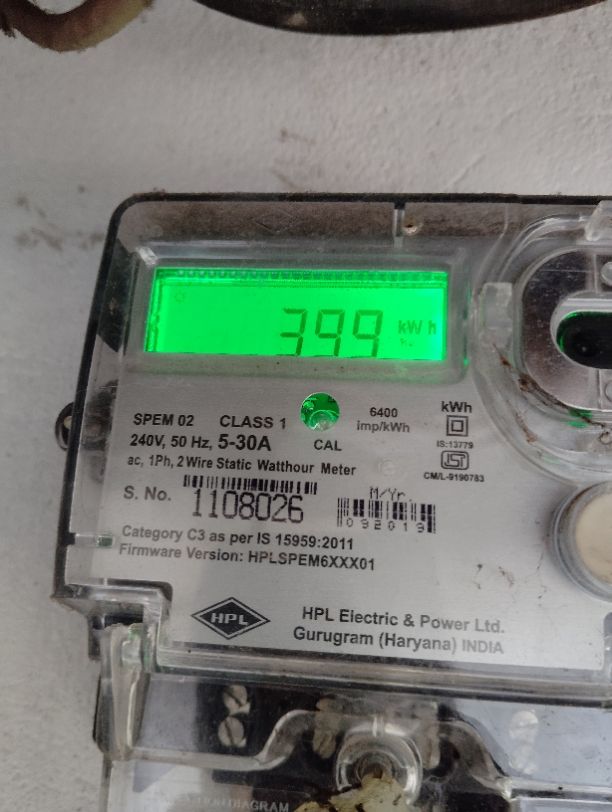 399 kWh
SPEM 02 CLASS 1 6400 imp/kWh kWh
240V, 50 Hz, 5-30A CAL IS:13779
ac, 1Ph, 2 Wire Static Watthour Meter CM/L-9190783
S. No. 1108026 M/Yr.
092019
Category C3 as per IS 15959:2011
Firmware Version: HPLSPEM6XXX01
HPL HPL Electric & Power Ltd.
Gurugram (Haryana) INDIA
DIAGRAM